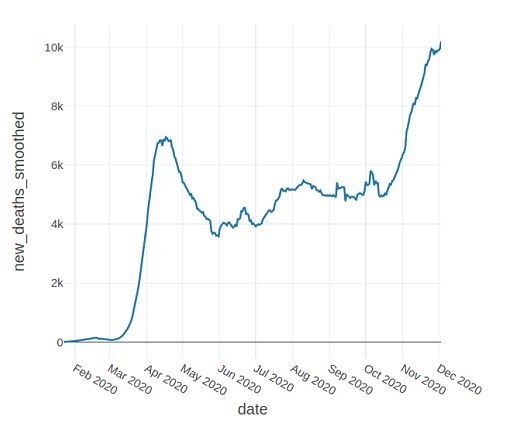 10k
8k
6k
4k
2k
0
new_deaths_smoothed
Feb 2020
Mar 2020
Apr 2020
May 2020
Jun 2020
Jul 2020
Aug 2020
Sep 2020
Oct 2020
Nov 2020
Dec 2020
date